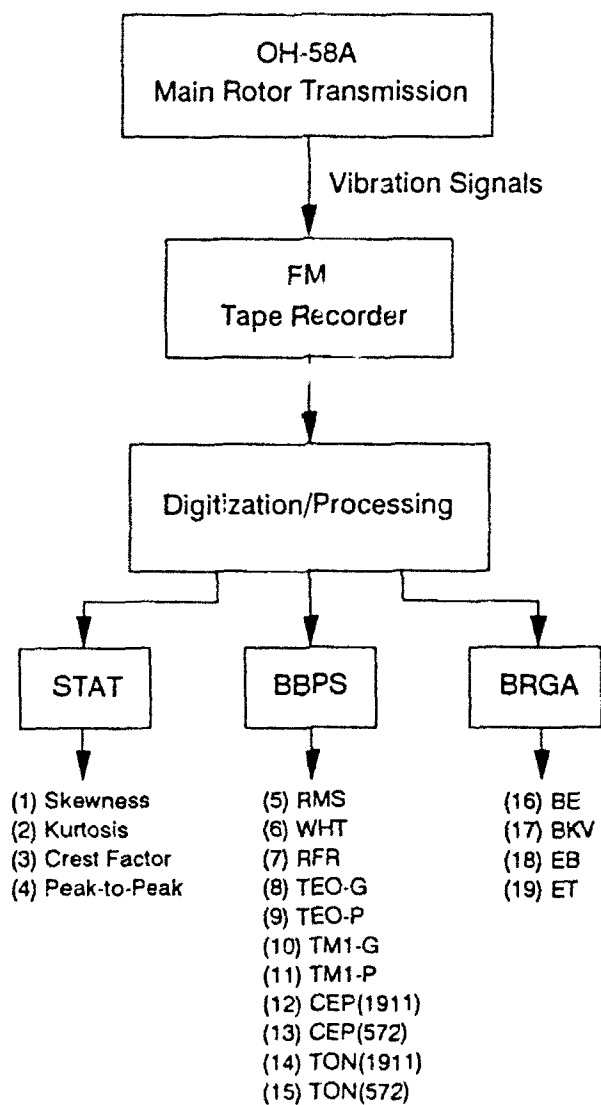 OH-58A
Main Rotor Transmission
Vibration Signals
FM
Tape Recorder
Digitization/Processing
STAT
BBPS
BRGA
(1) Skewness
(2) Kurtosis
(3) Crest Factor
(4) Peak-to-Peak
(5) RMS
(6) WHT
(7) RFR
(8) TEO-G
(9) TEO-P
(10) TM1-G
(11) TM1-P
(12) CEP(1911)
(13) CEP(572)
(14) TON(1911)
(15) TON(572)
(16) BE
(17) BKV
(18) EB
(19) ET